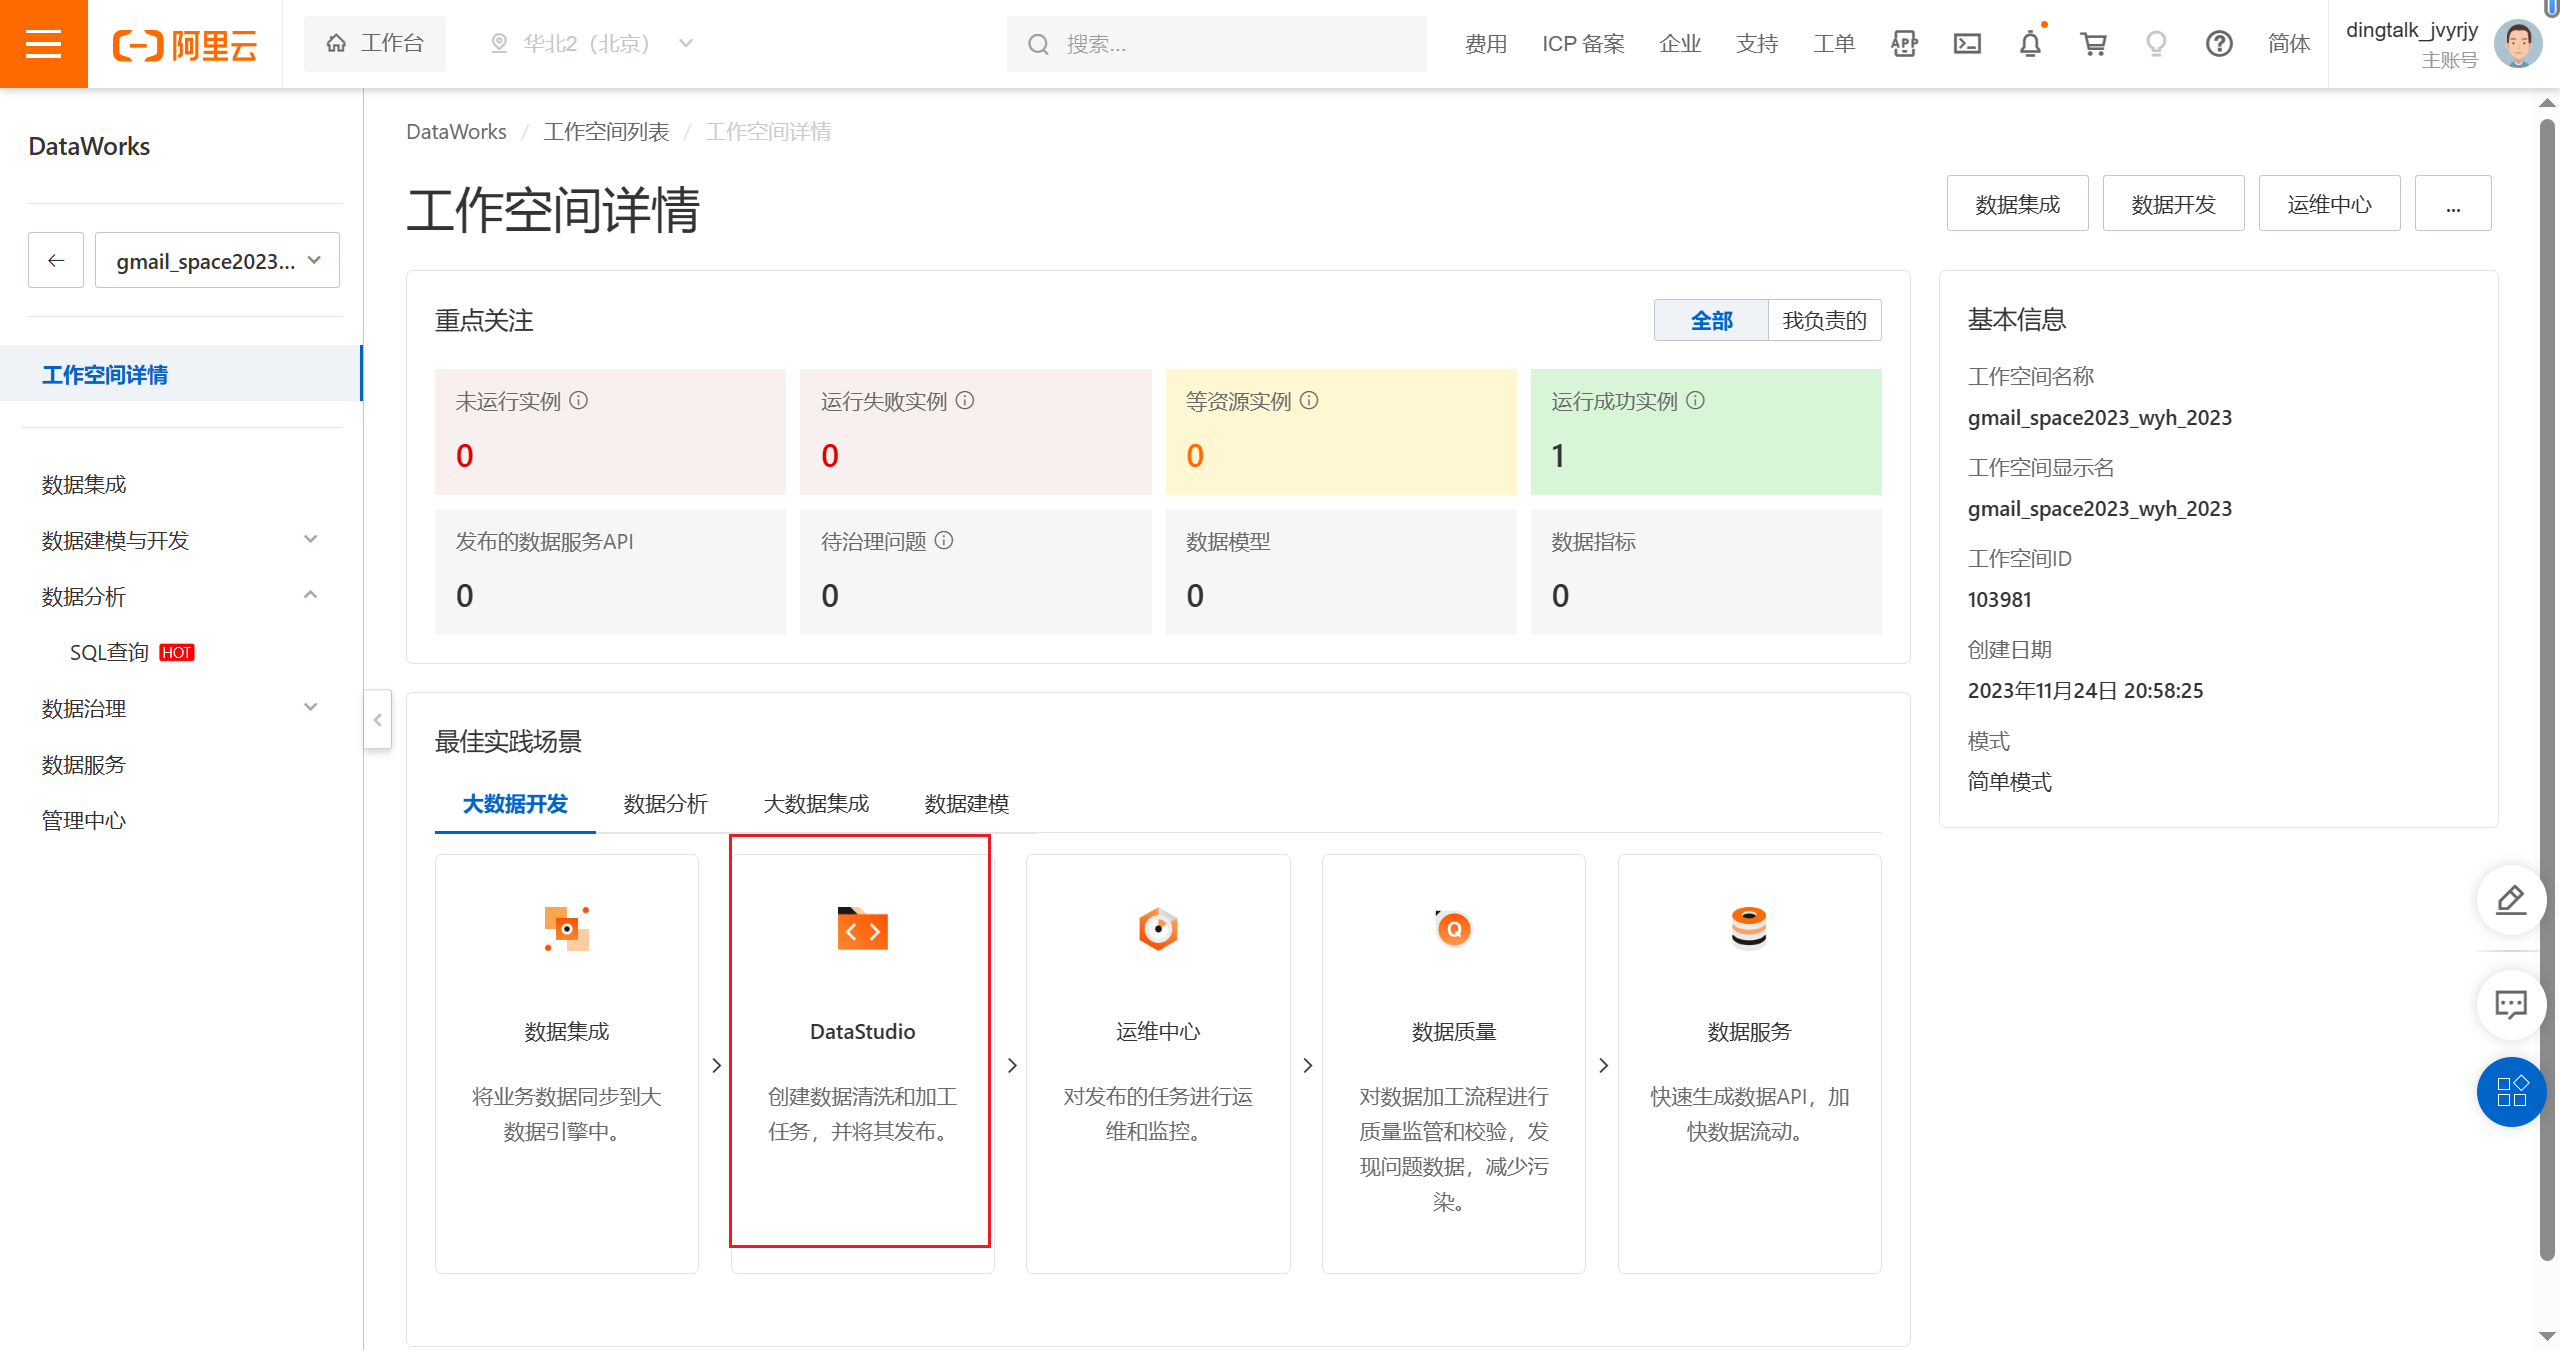 阿里云
工作台
华北2（北京）
搜索...
费用
ICP 备案
企业
支持
工单
APP
简体
dingtalk_jvyrjy
主账号
DataWorks
gmail_space2023...
工作空间详情
数据集成
数据建模与开发
数据分析
SQL查询 HOT
数据治理
数据服务
管理中心
DataWorks / 工作空间列表 / 工作空间详情
工作空间详情
数据集成
数据开发
运维中心
...
重点关注
全部
我负责的
未运行实例
0
运行失败实例
0
等资源实例
0
运行成功实例
1
发布的数据服务API
0
待治理问题
0
数据模型
0
数据指标
0
最佳实践场景
大数据开发
数据分析
大数据集成
数据建模
数据集成
将业务数据同步到大
数据引擎中。
DataStudio
创建数据清洗和加工
任务，并将其发布。
运维中心
对发布的任务进行运
维和监控。
Q
数据质量
对数据加工流程进行
质量监管和校验，发
现问题数据，减少污
染。
数据服务
快速生成数据API，加
快数据流动。
基本信息
工作空间名称
gmail_space2023_wyh_2023
工作空间显示名
gmail_space2023_wyh_2023
工作空间ID
103981
创建日期
2023年11月24日 20:58:25
模式
简单模式